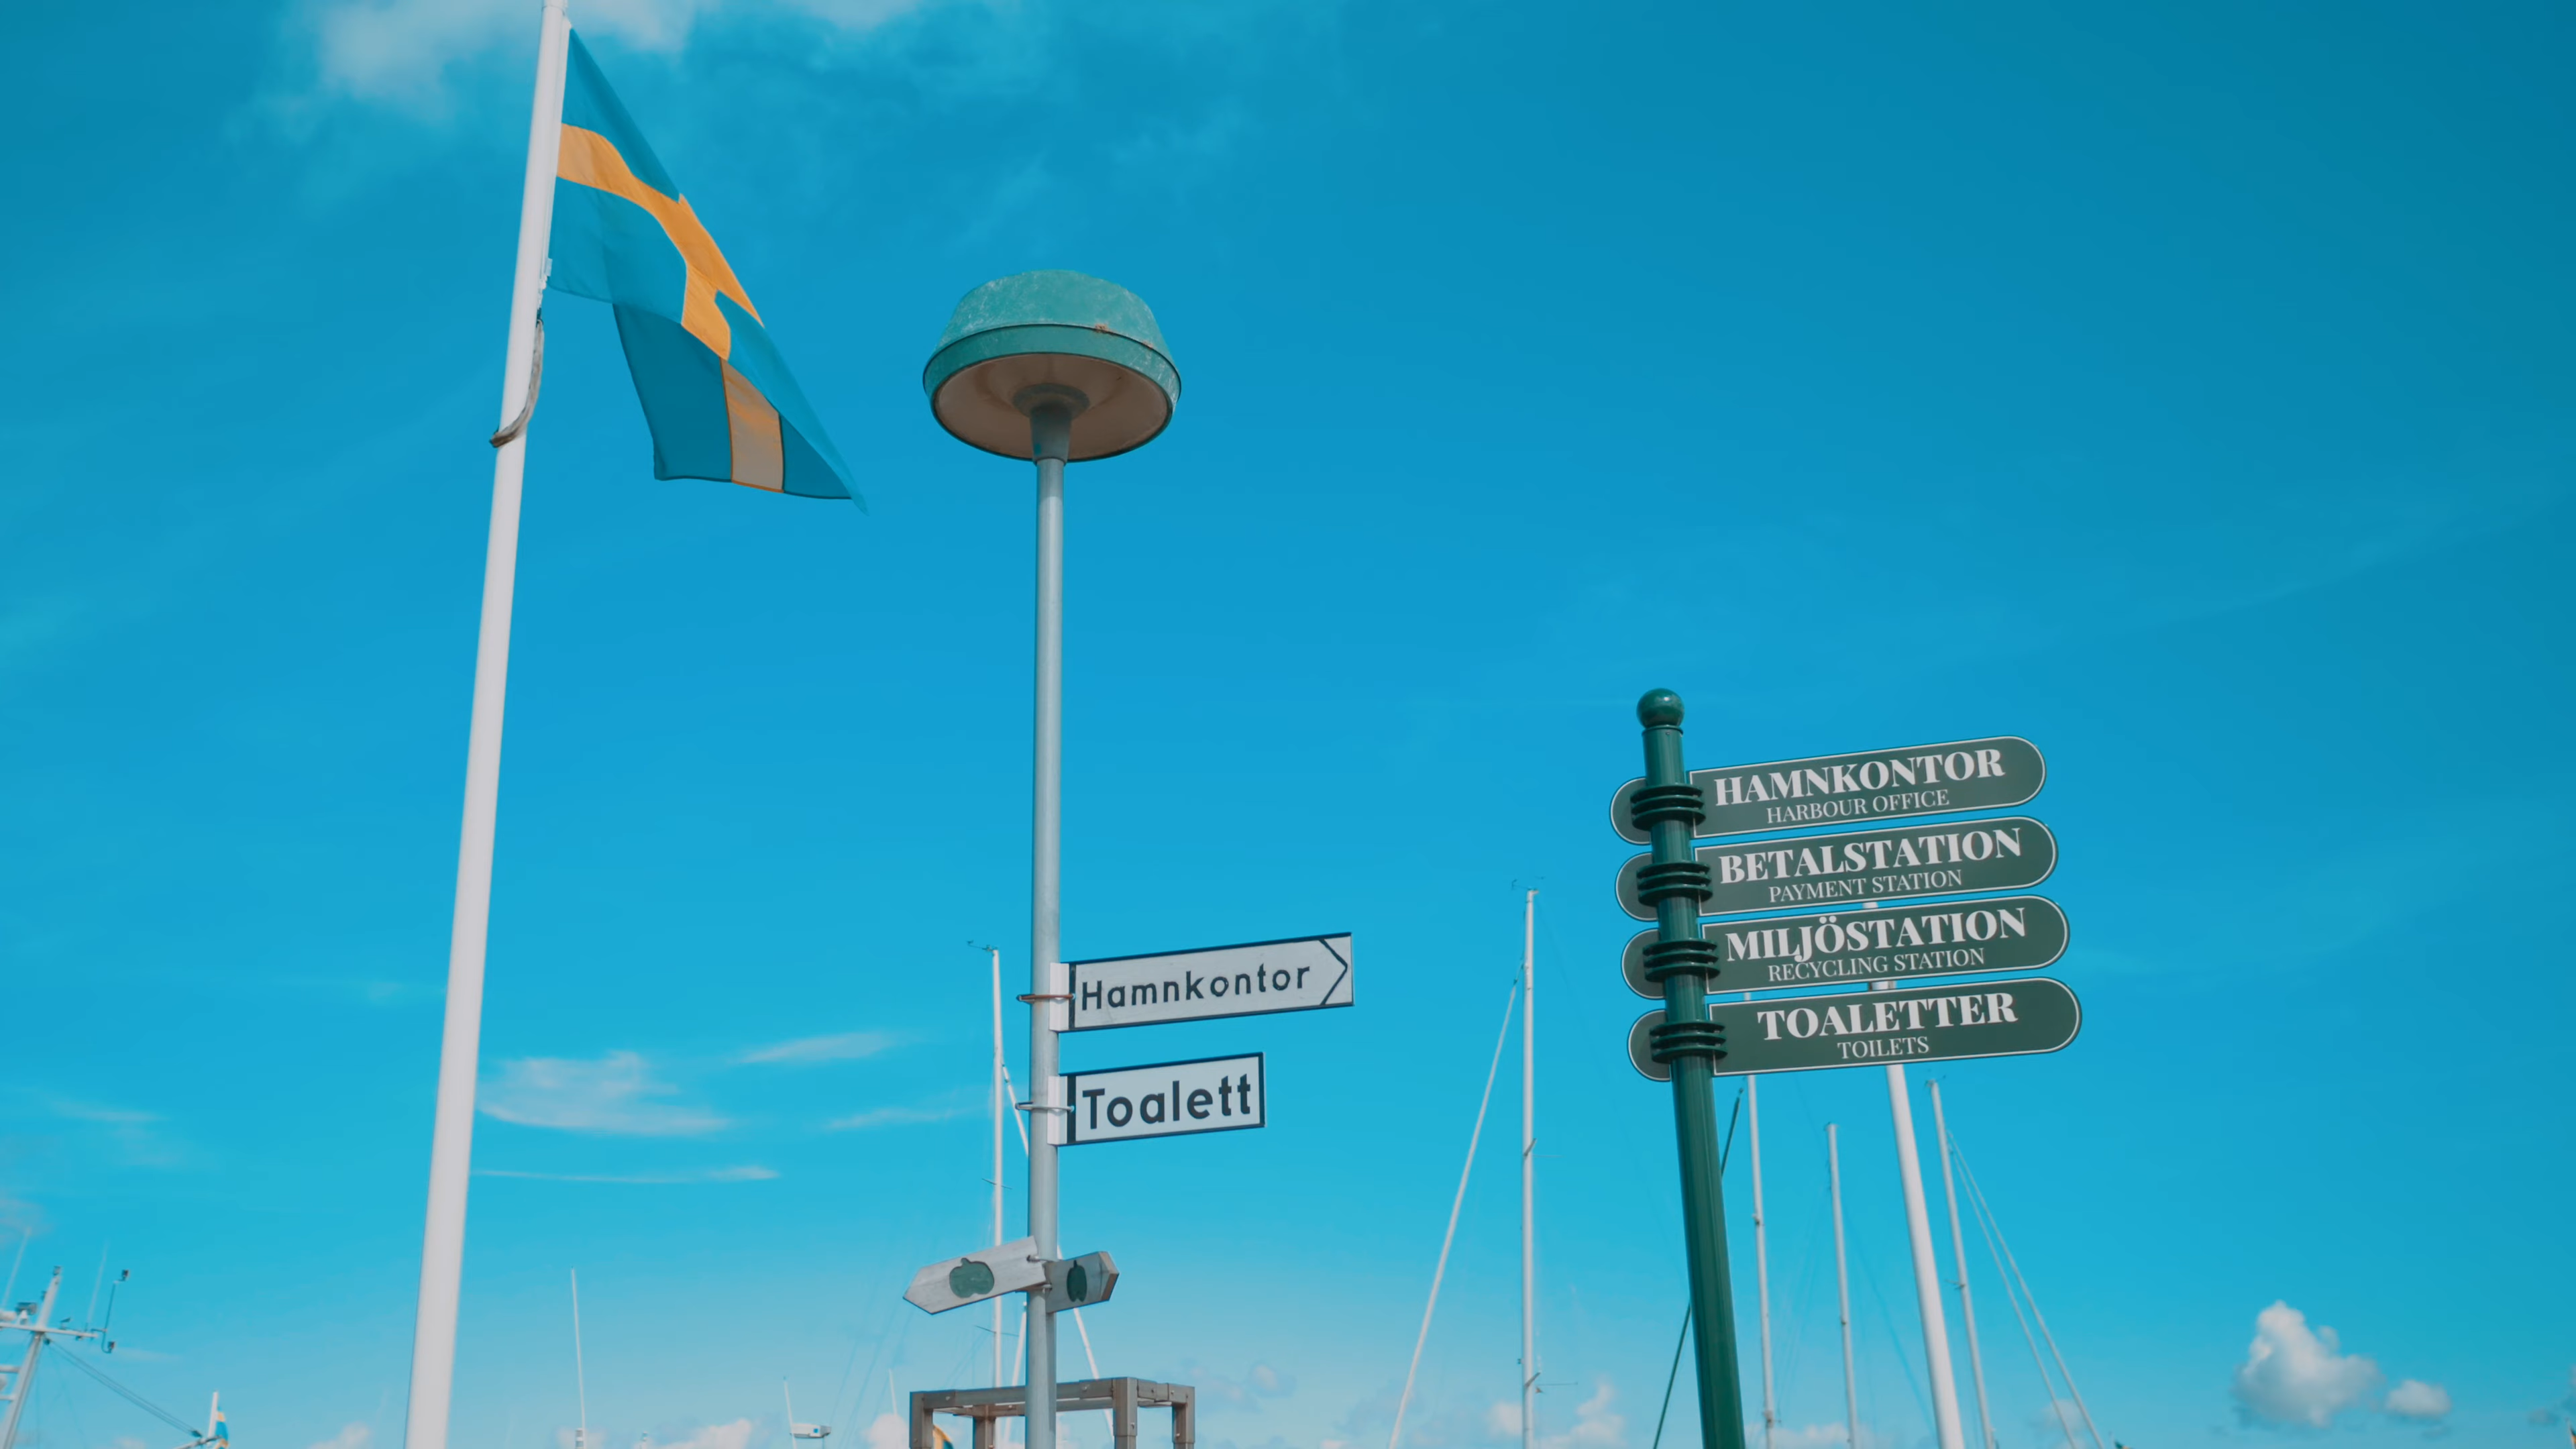 Hamnkontor
Toalett
HAMNKONTOR
HARBOUR OFFICE
BETALSTATION
PAYMENT STATION
MILJÖSTATION
RECYCLING STATION
TOALETTER
TOILETS